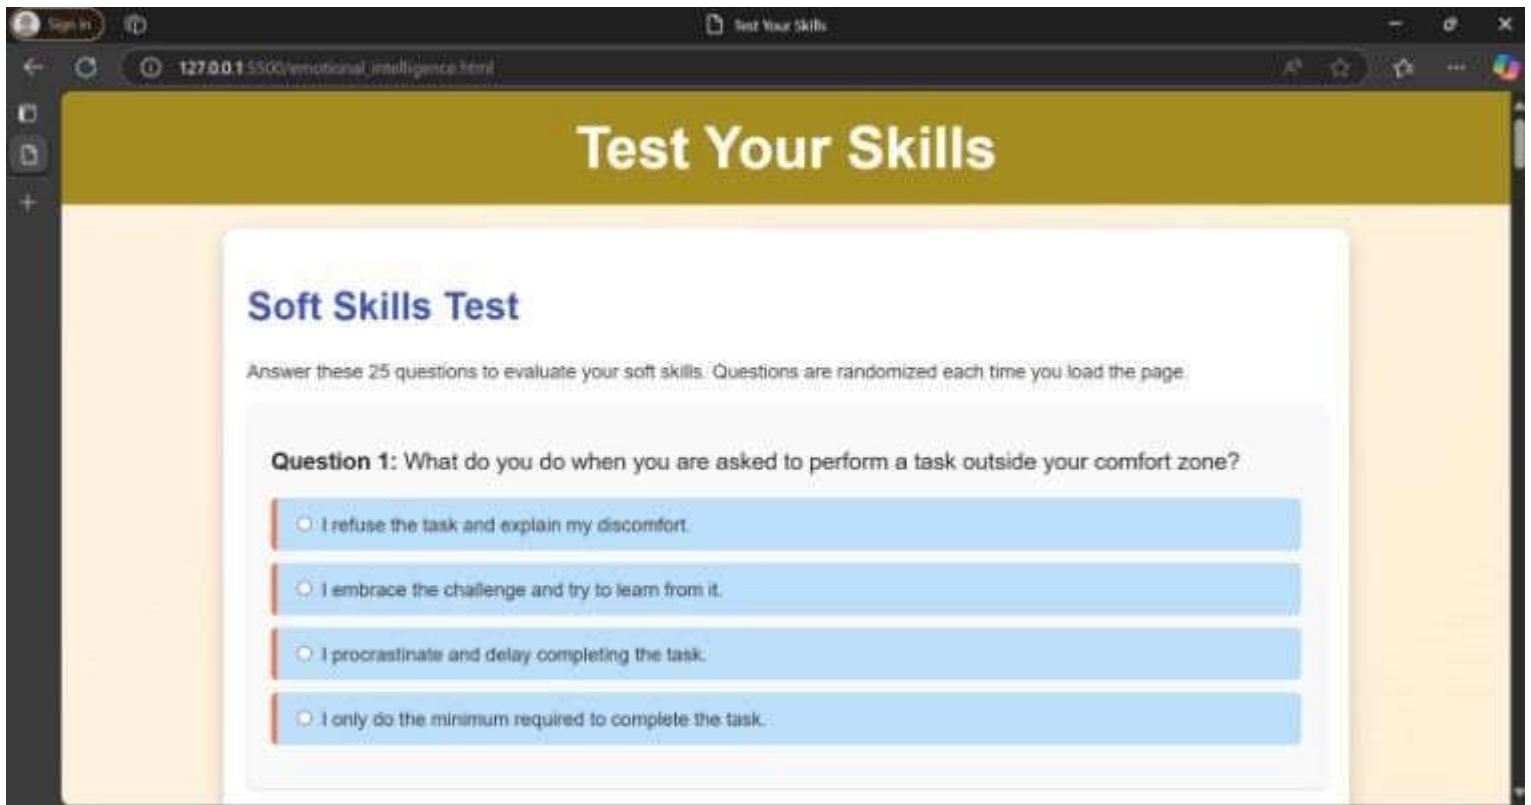 Sign in
Test Your Skills
127.0.0.1:5500/emotional_intelligence.html
Test Your Skills
Soft Skills Test
Answer these 25 questions to evaluate your soft skills. Questions are randomized each time you load the page.
Question 1: What do you do when you are asked to perform a task outside your comfort zone?
I refuse the task and explain my discomfort.
I embrace the challenge and try to learn from it.
I procrastinate and delay completing the task.
I only do the minimum required to complete the task.